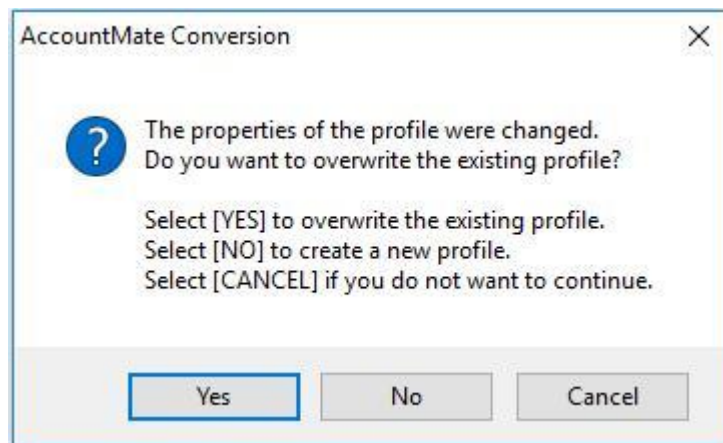 AccountMate Conversion
The properties of the profile were changed.
Do you want to overwrite the existing profile?
Select [YES] to overwrite the existing profile.
Select [NO] to create a new profile.
Select [CANCEL] if you do not want to continue.
Yes No Cancel